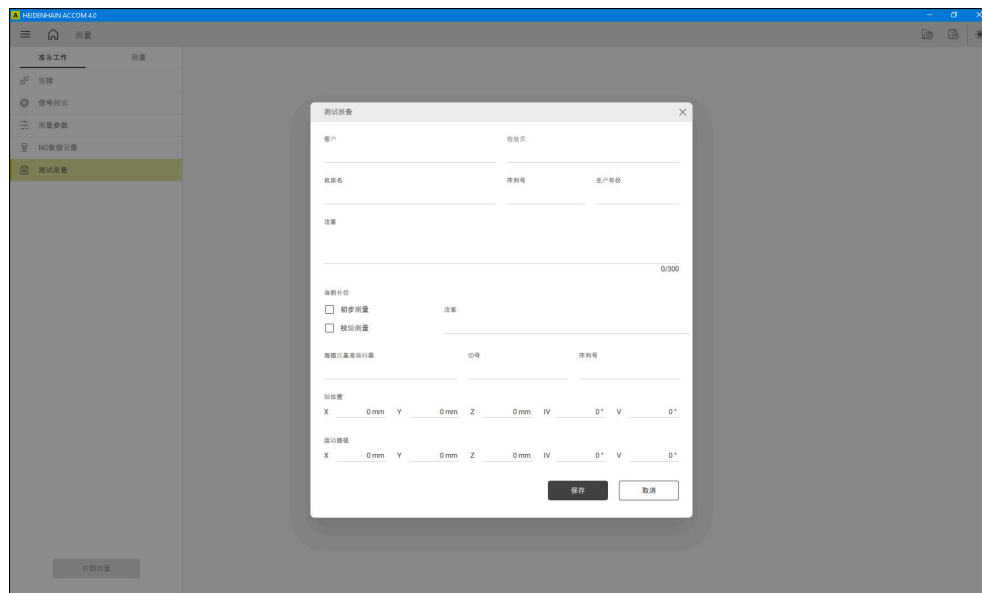 HEIDENHAIN ACCOM 4.0
测量
准备工作 测量
连接
信号测试
测量参数
NC数控设置
测试报告
测试报告
客户 检验员
机床名 序列号 生产年份
注意
0/300
当前补偿
初步测量 注意
校验测量
海德汉基准编码器 ID号 序列号
轴位置
X 0 mm Y 0 mm Z 0 mm IV 0 ° V 0 °
运动路径
X 0 mm Y 0 mm Z 0 mm IV 0 ° V 0 °
保存 取消